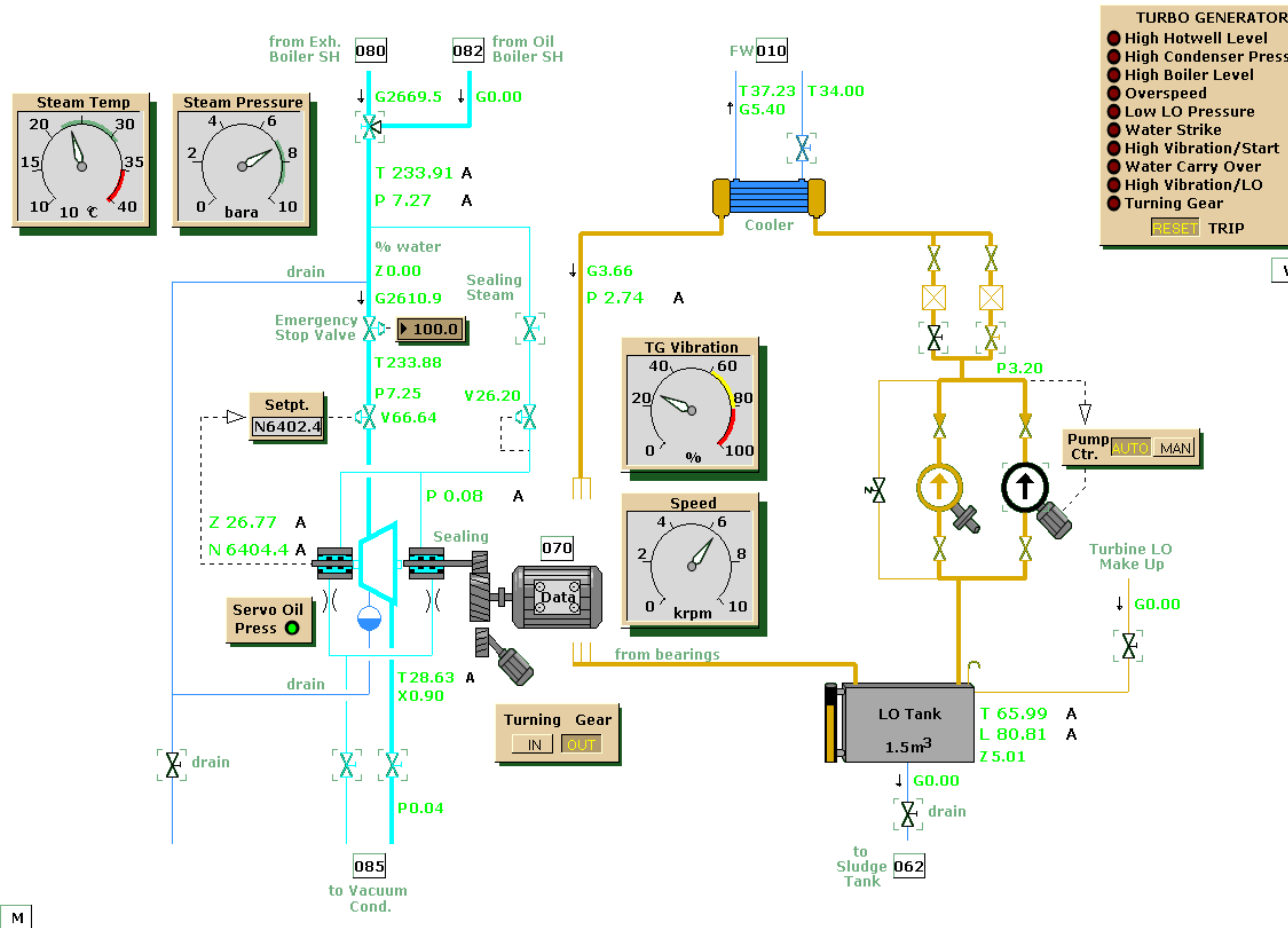 from Exh.
Boiler SH
080
082
from Oil
Boiler SH
FW
010
TURBO GENERATOR
High Hotwell Level
High Condenser Press
High Boiler Level
Overspeed
Low LO Pressure
Water Strike
High Vibration/Start
Water Carry Over
High Vibration/LO
Turning Gear
RESET TRIP
G2669.5
G0.00
T37.23
T34.00
G5.40
Steam Temp
20
30
15
35
10
10 °C
40
Steam Pressure
4
6
2
8
0
bara
10
T 233.91 A
P 7.27 A
Cooler
% water
Z 0.00
drain
G2610.9
Sealing
Steam
Emergency
Stop Valve
100.0
T233.88
G3.66
P 2.74 A
TG Vibration
40
60
20
80
0
%
100
P3.20
Setpt.
N6402.4
P7.25
V66.64
V26.20
Pump
Ctr.
AUTO
MAN
P 0.08 A
Z 26.77 A
N 6404.4 A
Sealing
Speed
4
6
2
8
0
krpm
10
070
Data
Servo Oil
Press
Turbine LO
Make Up
G0.00
from bearings
drain
T28.63 A
X0.90
Turning Gear
IN
OUT
LO Tank
1.5m3
T 65.99 A
L 80.81 A
Z 5.01
drain
G0.00
drain
P0.04
085
to Vacuum
Cond.
to
Sludge
Tank
062
M